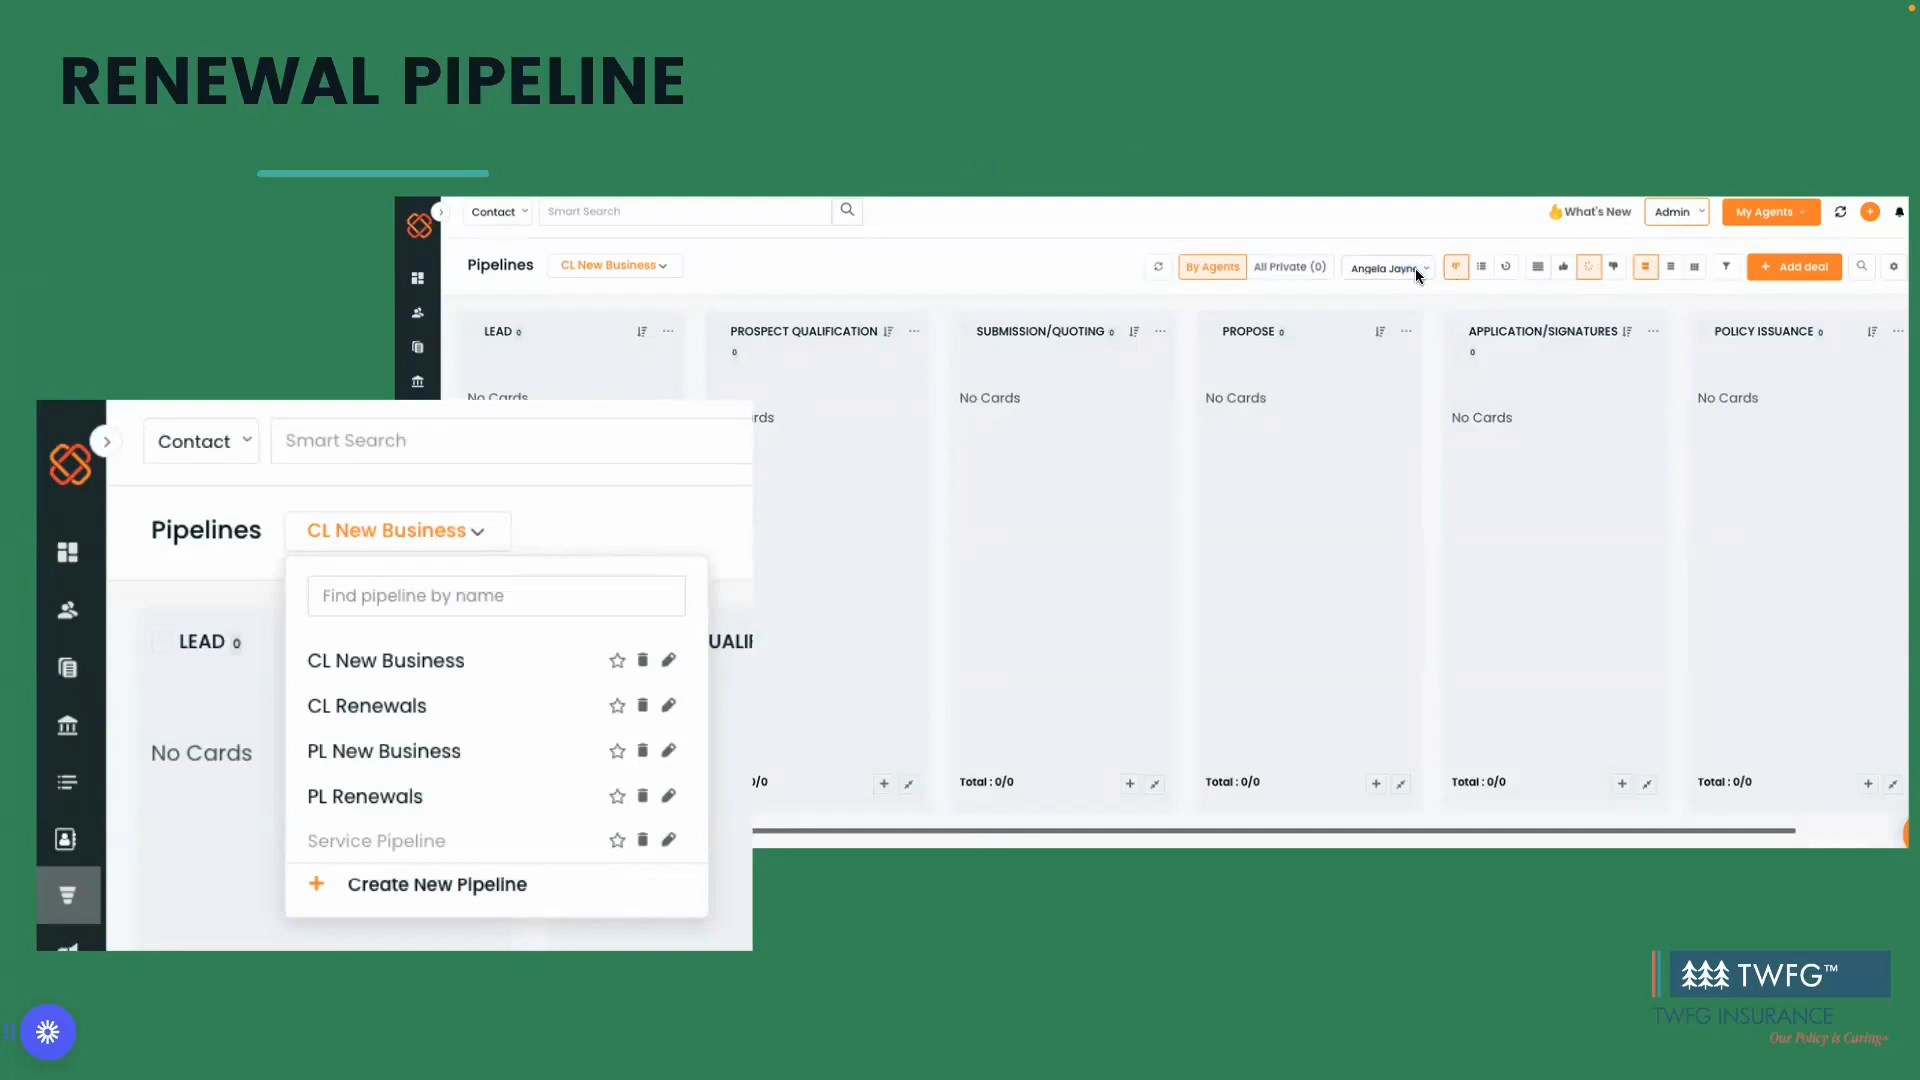 RENEWAL PIPELINE
Contact
Smart Search
What's New
Admin
My Agents
Pipelines
CL New Business
By Agents
All Private (0)
Angela Jayne
+ Add deal
LEAD 0
PROSPECT QUALIFICATION
0
SUBMISSION/QUOTING 0
PROPOSE 0
APPLICATION/SIGNATURES
0
POLICY ISSUANCE 0
No Cards
rds
No Cards
No Cards
No Cards
No Cards
0/0
Total : 0/0
Total : 0/0
Total : 0/0
Total : 0/0
Contact
Smart Search
Pipelines
CL New Business
Find pipeline by name
LEAD 0
UALIF
CL New Business
CL Renewals
PL New Business
No Cards
PL Renewals
Service Pipeline
+ Create New Pipeline
TWFG™
TWFG INSURANCE
Our Policy is Caring